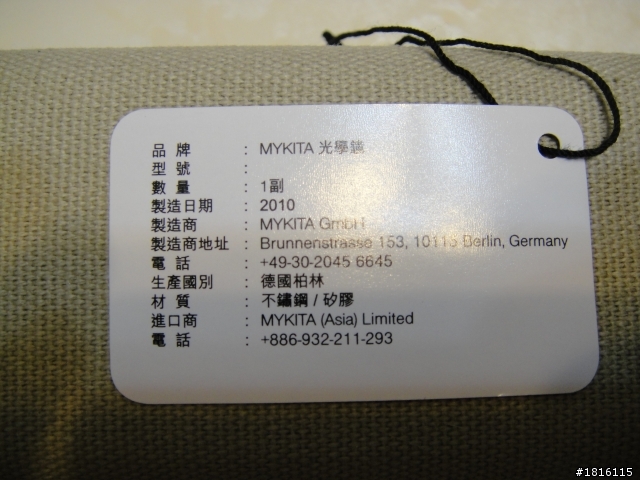 品 牌 : MYKITA 光學鏡
型 號 :
數 量 : 1副
製造日期 : 2010
製造商 : MYKITA GmbH
製造商地址 : Brunnenstrasse 153, 10115 Berlin, Germany
電 話 : +49-30-2045 6645
生產國別 : 德國柏林
材 質 : 不鏽鋼 / 矽膠
進口商 : MYKITA (Asia) Limited
電 話 : +886-932-211-293
#1816115